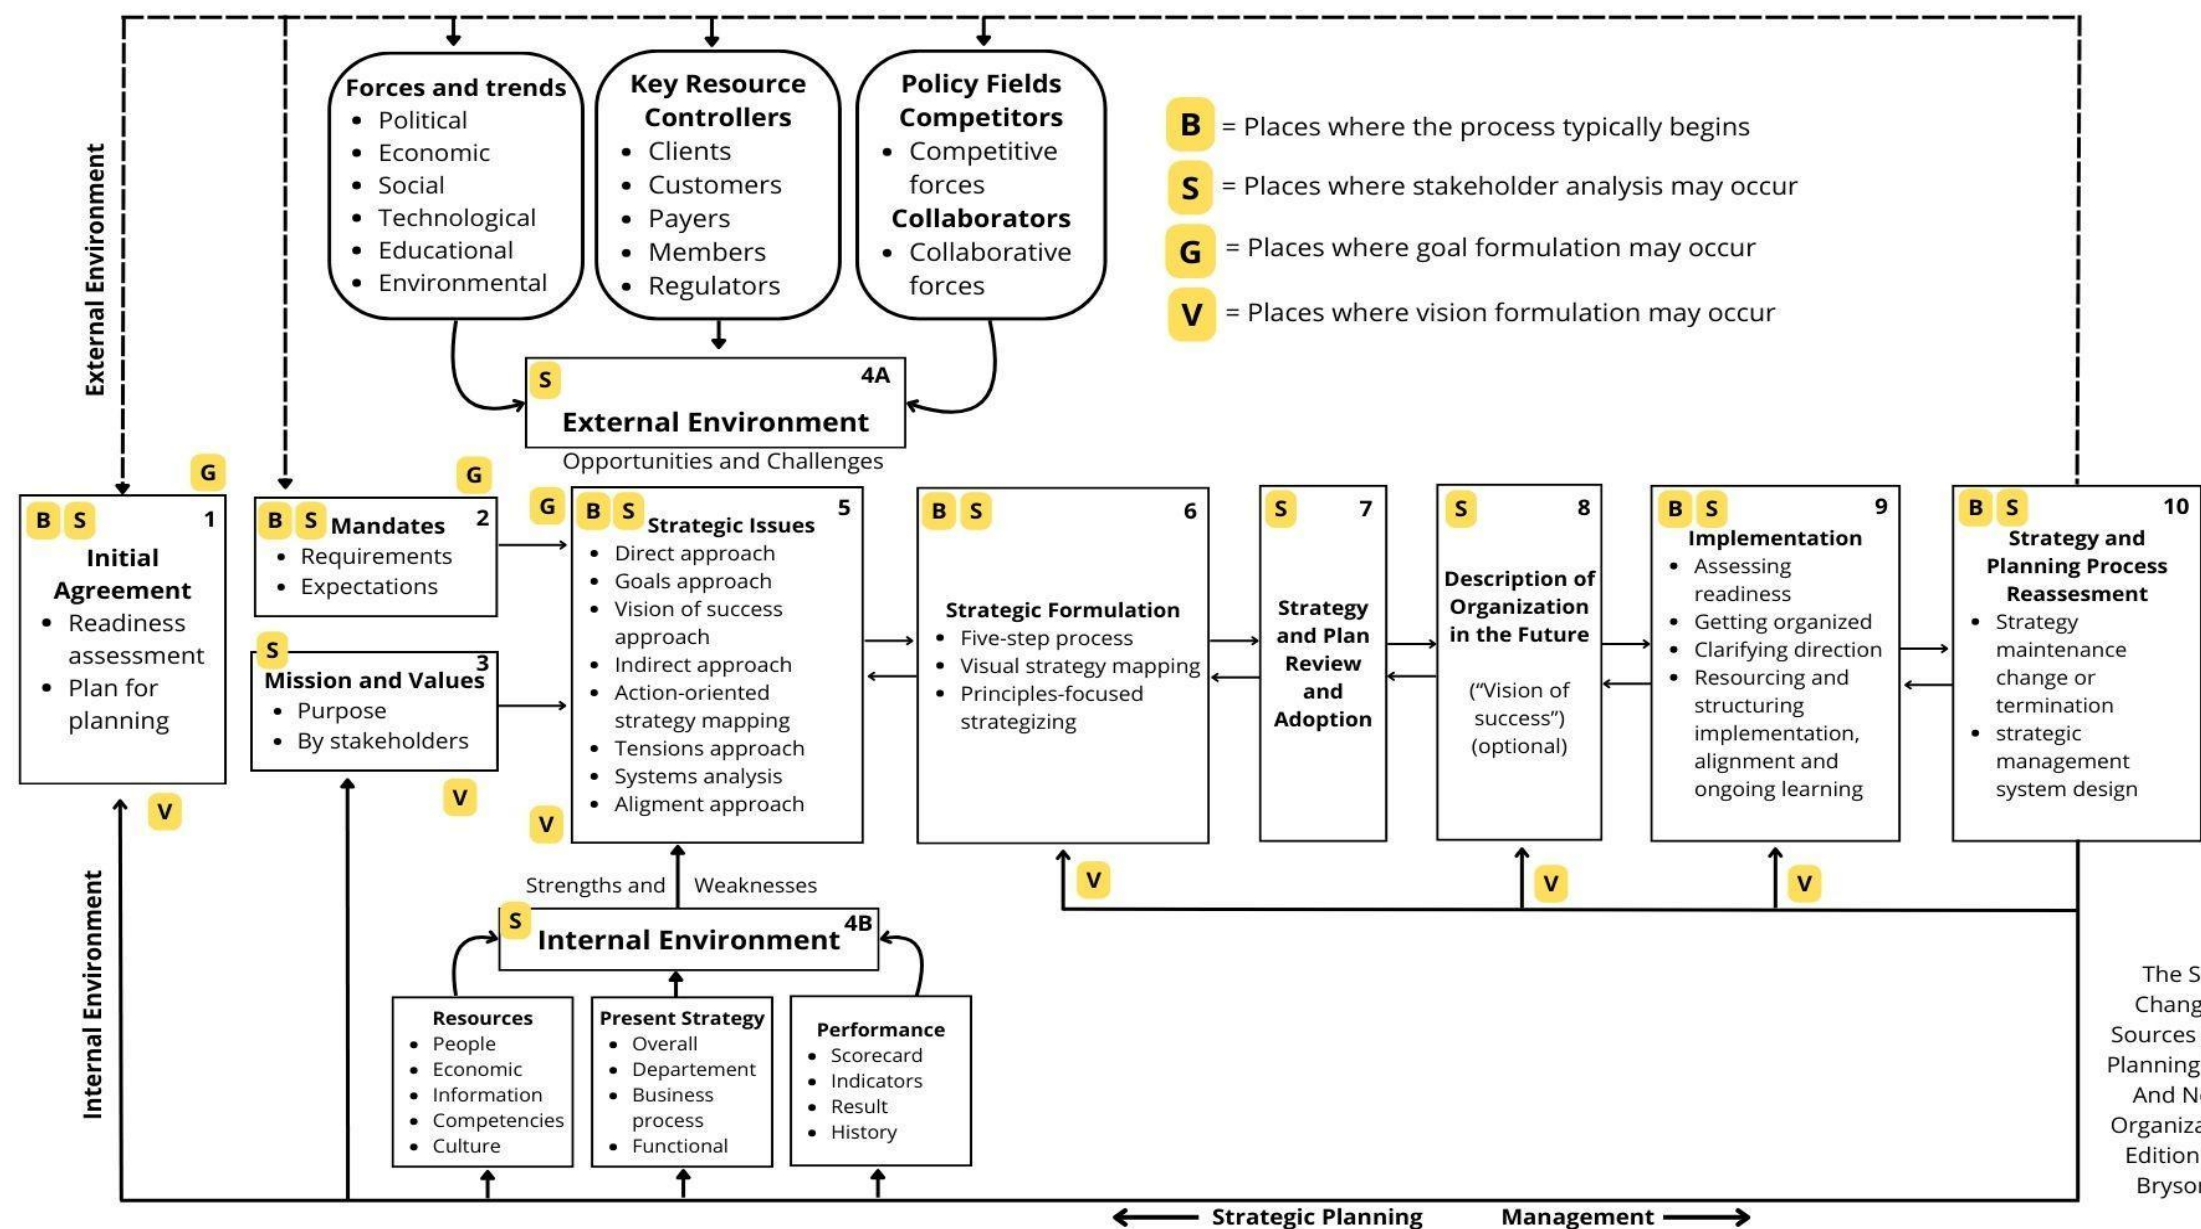 External Environment
Forces and trends
Political
Economic
Social
Technological
Educational
Environmental
Key Resource
Controllers
Clients
Customers
Payers
Members
Regulators
Policy Fields
Competitors
Competitive
forces
Collaborators
Collaborative
forces
B = Places where the process typically begins
S = Places where stakeholder analysis may occur
G = Places where goal formulation may occur
V = Places where vision formulation may occur
S 4A
External Environment
Opportunities and Challenges
G
B S 1
Initial
Agreement
Readiness
assessment
Plan for
planning
V
G
B S Mandates 2
Requirements
Expectations
S 3
Mission and Values
Purpose
By stakeholders
V
G
B S Strategic Issues 5
Direct approach
Goals approach
Vision of success
approach
Indirect approach
Action-oriented
strategy mapping
Tensions approach
Systems analysis
Aligment approach
V
B S 6
Strategic Formulation
Five-step process
Visual strategy mapping
Principles-focused
strategizing
V
S 7
Strategy
and Plan
Review
and
Adoption
S 8
Description of
Organization
in the Future
(“Vision of
success”)
(optional)
V
B S 9
Implementation
Assessing
readiness
Getting organized
Clarifying direction
Resourcing and
structuring
implementation,
alignment and
ongoing learning
V
B S 10
Strategy and
Planning Process
Reassesment
Strategy
maintenance
change or
termination
strategic
management
system design
Strengths and Weaknesses
S 4B
Internal Environment
Internal Environment
Resources
People
Economic
Information
Competencies
Culture
Present Strategy
Overall
Departement
Business
process
Functional
Performance
Scorecard
Indicators
Result
History
The
Sources
Planning
And
Edition
Strategic Planning Management